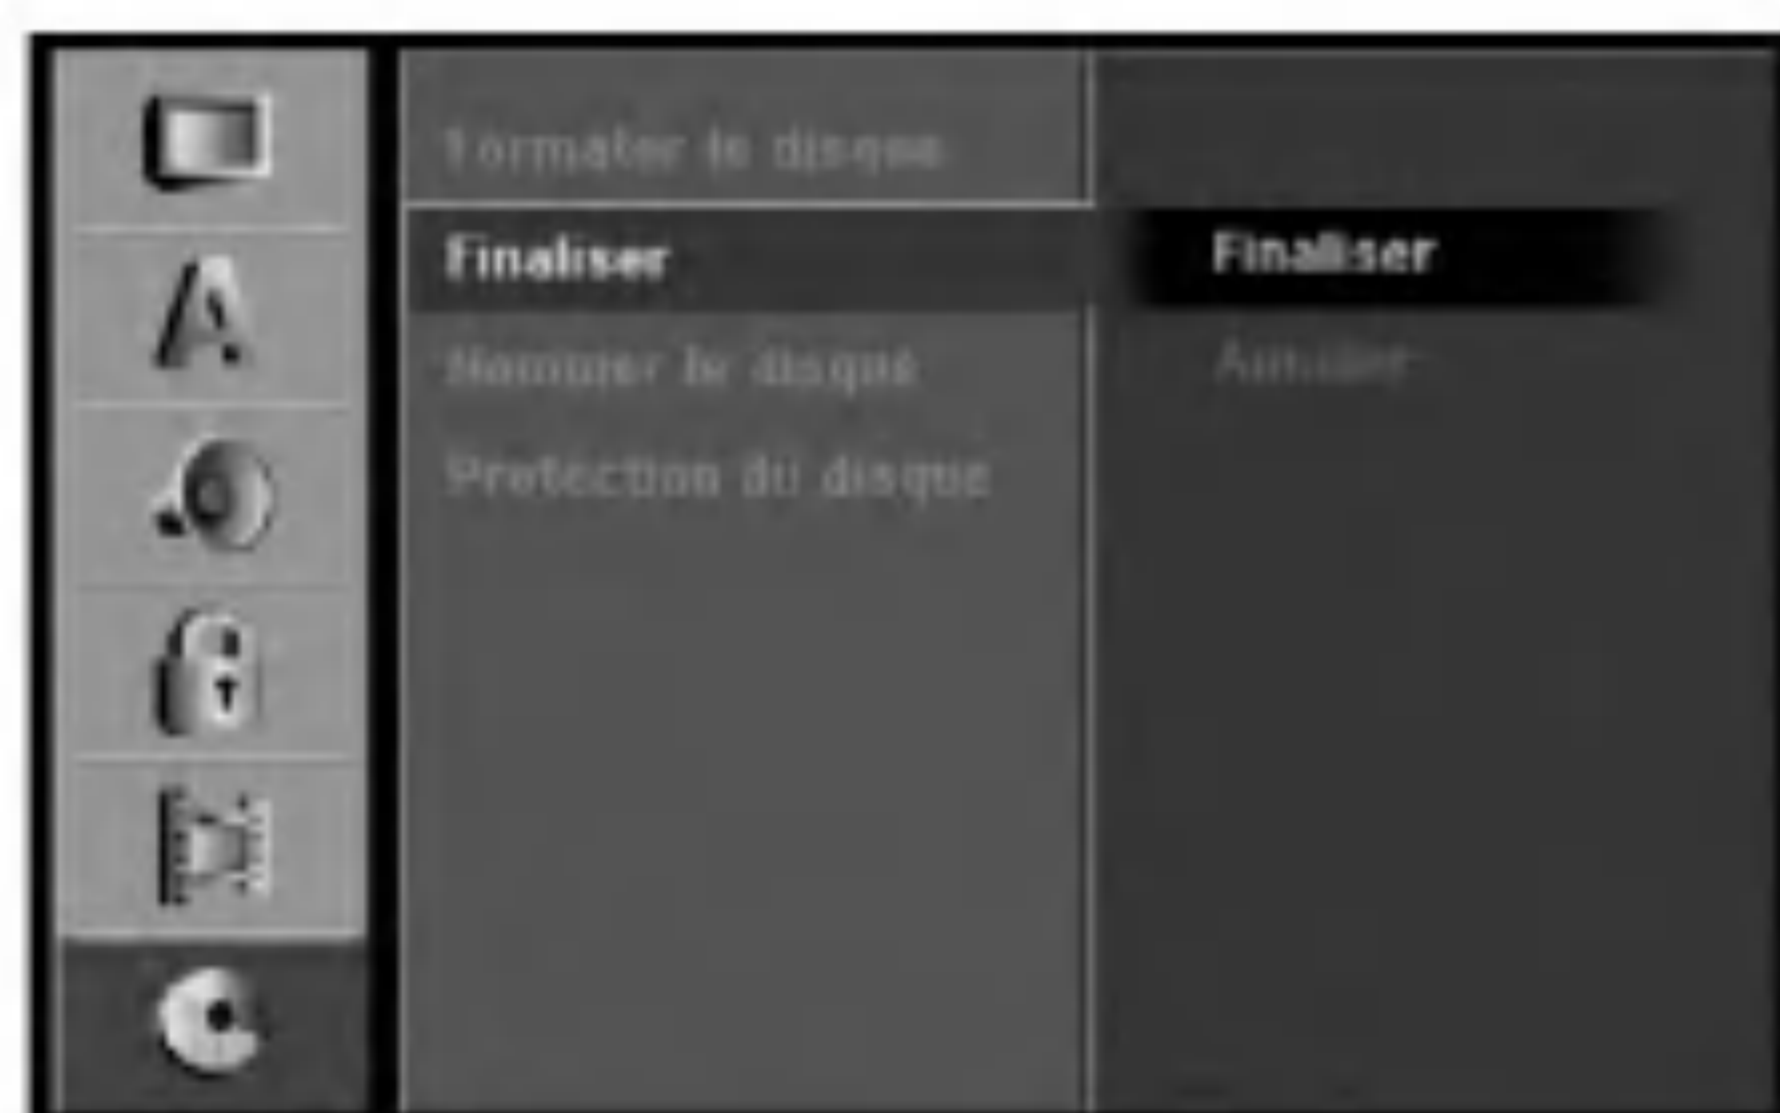 Formater le disque
Finaliser
Finaliser
Nommer le disque
Annuler
Protection du disque